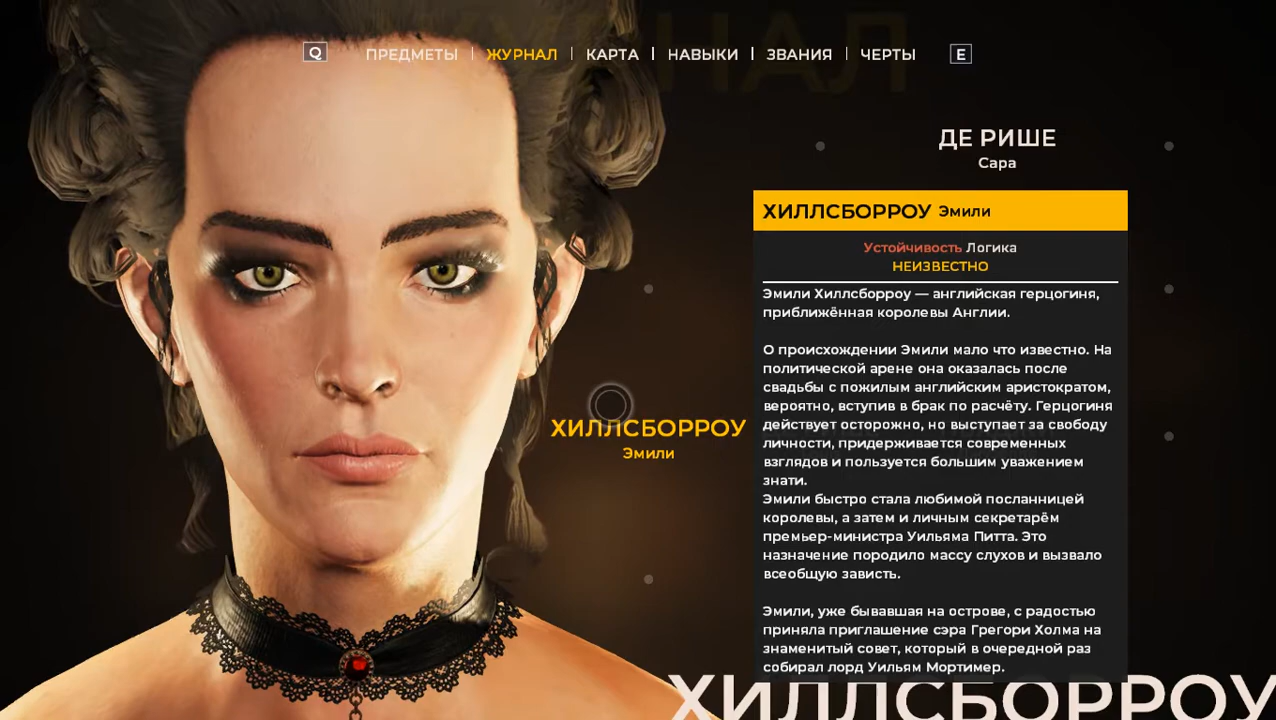 Q ПРЕДМЕТЫ | ЖУРНАЛ | КАРТА | НАВЫКИ | ЗВАНИЯ | ЧЕРТЫ E
ДЕ РИШЕ
Сара
ХИЛЛСБОРРОУ Эмили
Устойчивость Логика
НЕИЗВЕСТНО
Эмили Хиллсборроу — английская герцогиня,
приближённая королевы Англии.
О происхождении Эмили мало что известно. На
политической арене она оказалась после
свадьбы с пожилым английским аристократом,
вероятно, вступив в брак по расчёту. Герцогиня
действует осторожно, но выступает за свободу
личности, придерживается современных
взглядов и пользуется большим уважением
знати.
Эмили быстро стала любимой посланницей
королевы, а затем и личным секретарём
премьер-министра Уильяма Питта. Это
назначение породило массу слухов и вызвало
всеобщую зависть.
Эмили, уже бывавшая на острове, с радостью
приняла приглашение сэра Грегори Холма на
знаменитый совет, который в очередной раз
собирал лорд Уильям Мортимер.
ХИЛЛСБОРРОУ
Эмили
ХИЛЛСБОРРОУ